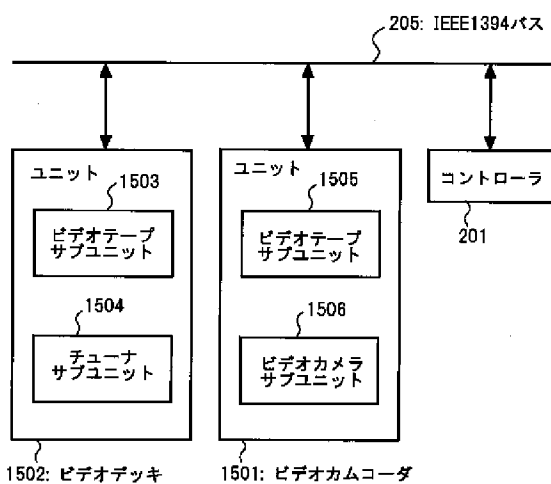 205: IEEE1394バス
ユニット
1503
ビデオテープ
サブユニット
1504
チューナ
サブユニット
1502: ビデオデッキ
ユニット
1505
ビデオテープ
サブユニット
1506
ビデオカメラ
サブユニット
1501: ビデオカムコーダ
コントローラ
201